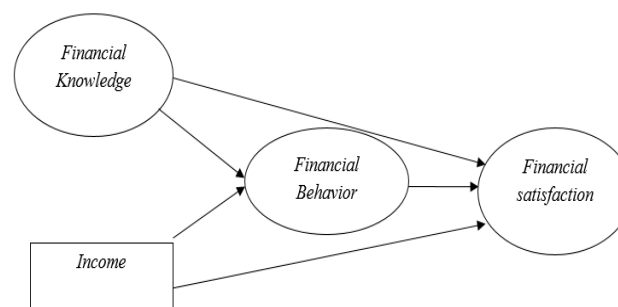 Financial
Knowledge
Financial
Behavior
Financial
satisfaction
Income